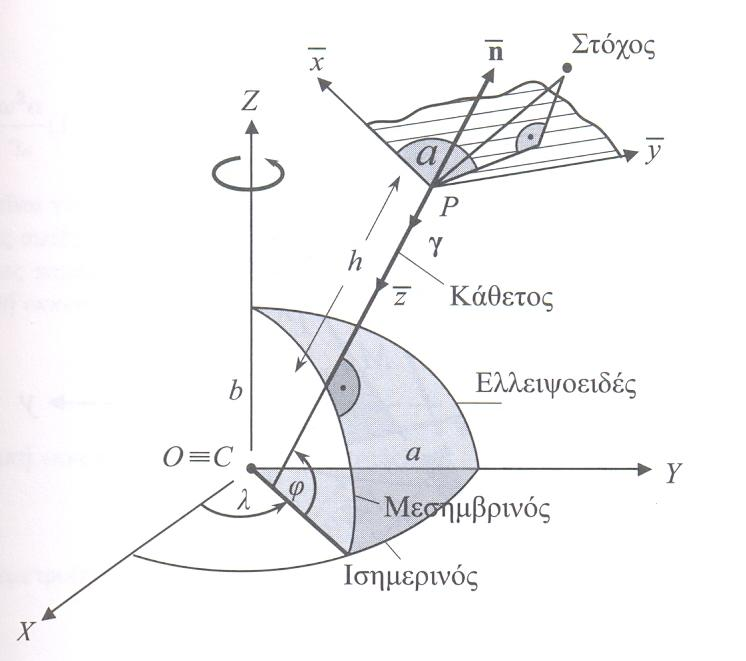 Στόχος
x̅
n̅
Z
a
y̅
P
γ
h
z̅
Κάθετος
Ελλειψοειδές
b
O≡C
a
Y
φ
λ
Μεσημβρινός
Ισημερινός
X